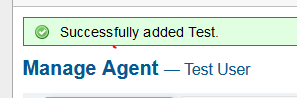 Successfully added Test.
Manage Agent — Test User